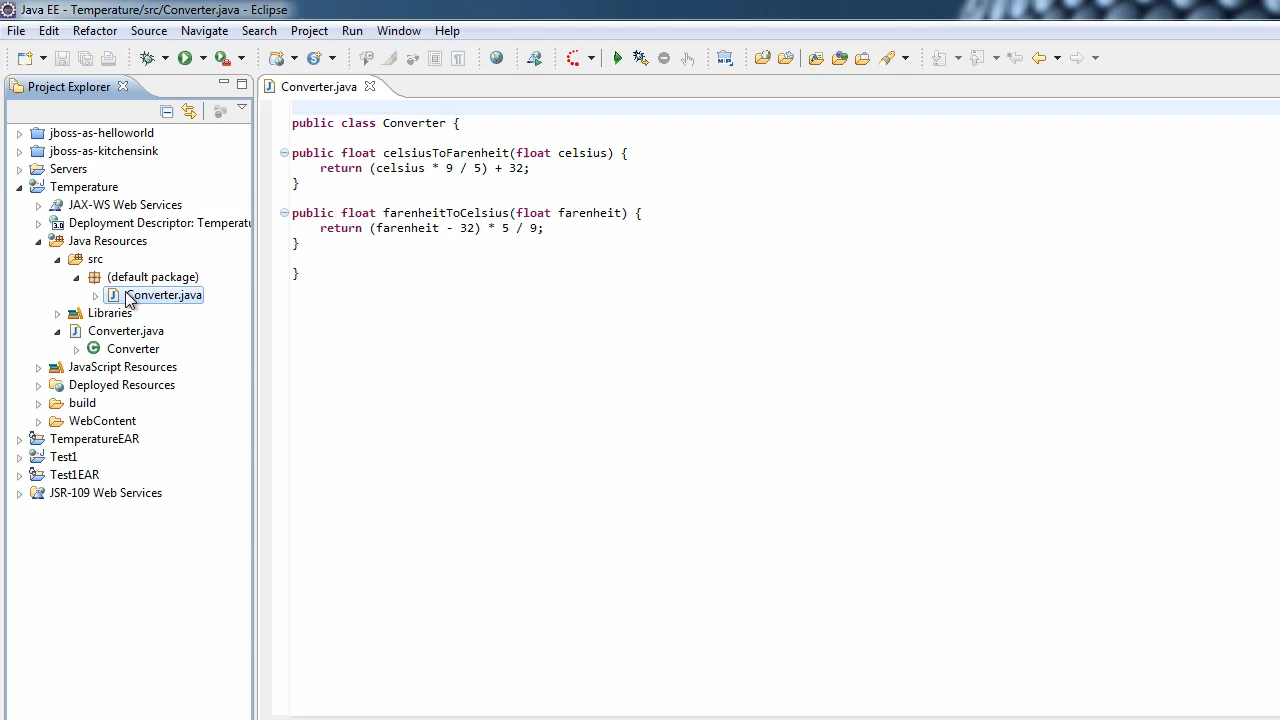 Java EE - Temperature/src/Converter.java - Eclipse
File Edit Refactor Source Navigate Search Project Run Window Help
Project Explorer
jboss-as-helloworld
jboss-as-kitchensink
Servers
Temperature
JAX-WS Web Services
Deployment Descriptor: Temperatu
Java Resources
src
(default package)
Converter.java
Libraries
Converter.java
Converter
JavaScript Resources
Deployed Resources
build
WebContent
TemperatureEAR
Test1
Test1EAR
JSR-109 Web Services
Converter.java
public class Converter {
public float celsiusToFarenheit(float celsius) {
return (celsius * 9 / 5) + 32;
}
public float farenheitToCelsius(float farenheit) {
return (farenheit - 32) * 5 / 9;
}
}